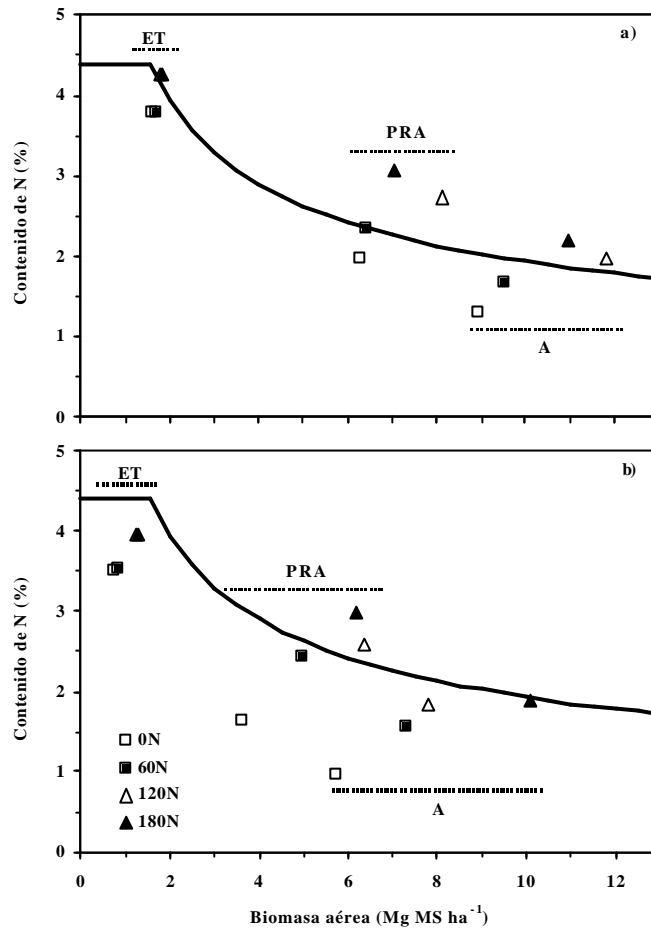 ET
a)
5
4
3
2
1
0
PRA
A
Contenido de N (%)
ET
b)
5
4
3
2
1
0
PRA
A
Contenido de N (%)
0N
60N
120N
180N
0 2 4 6 8 10 12
Biomasa aérea (Mg MS ha⁻¹)